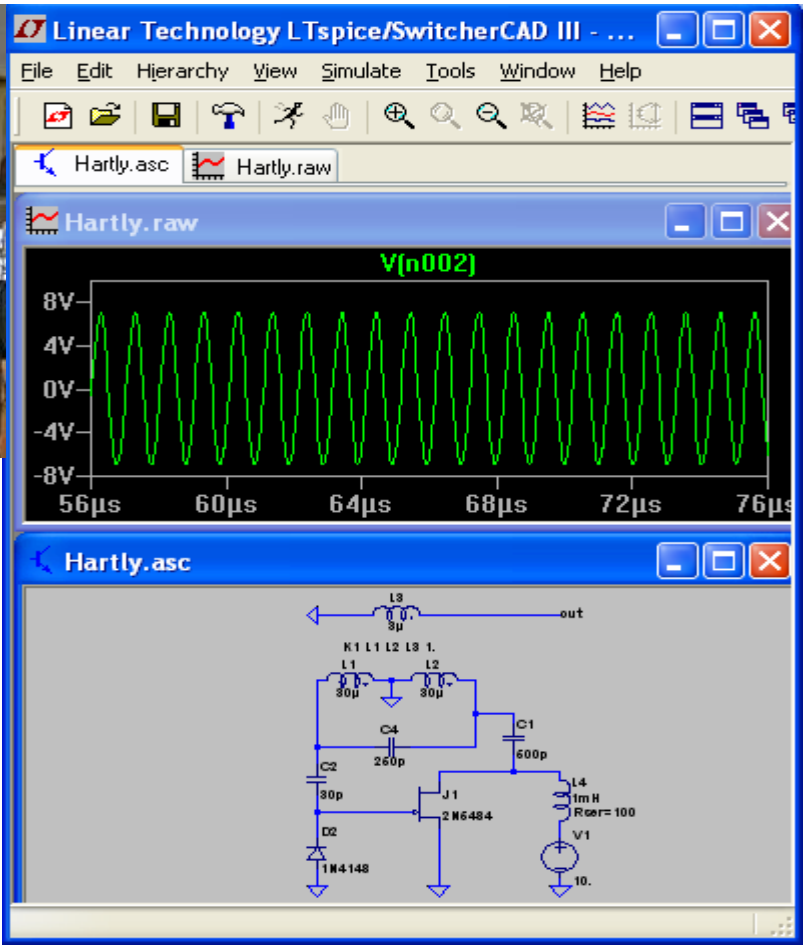 Linear Technology LTspice/SwitcherCAD III - ...
File Edit Hierarchy View Simulate Tools Window Help
Hartly.asc Hartly.raw
Hartly.raw
V(n002)
8V
4V
0V
-4V
-8V
56µs 60µs 64µs 68µs 72µs 76µs
Hartly.asc
L3
out
3µ
K1 L1 L2 L3 1.
L1 L2
30µ 30µ
C4 C1
260p 600p
C2
30p
J1
2N6484
L4
1mH
Rser=100
D2
1N4148
V1
10.